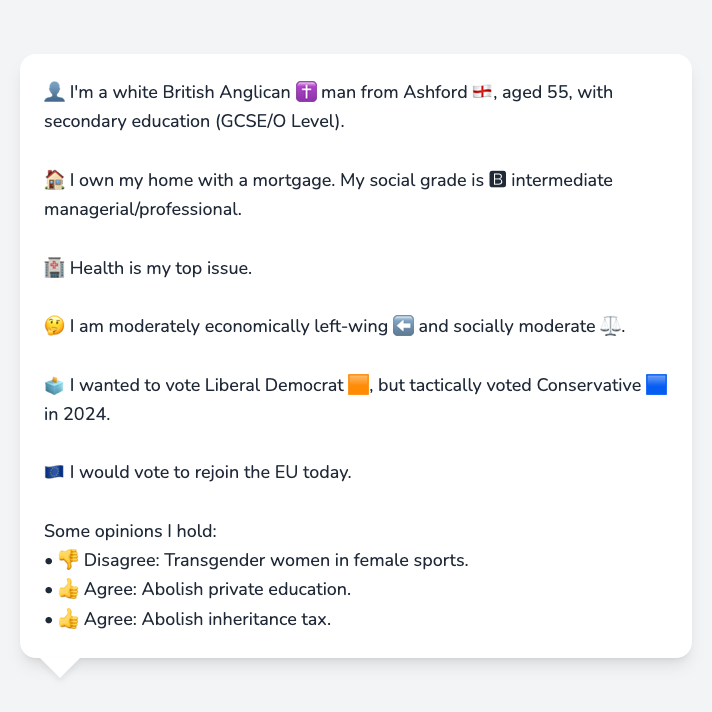 👤 I'm a white British Anglican ✝️ man from Ashford 🏴󠁧󠁢󠁥󠁮󠁧󠁿, aged 55, with
secondary education (GCSE/O Level).
🏠 I own my home with a mortgage. My social grade is 🅱 intermediate
managerial/professional.
🏥 Health is my top issue.
🤔 I am moderately economically left-wing ⬅️ and socially moderate ⚖️.
🗳️ I wanted to vote Liberal Democrat 🟧, but tactically voted Conservative 🟦
in 2024.
🇪🇺 I would vote to rejoin the EU today.
Some opinions I hold:
• 👎 Disagree: Transgender women in female sports.
• 👍 Agree: Abolish private education.
• 👍 Agree: Abolish inheritance tax.